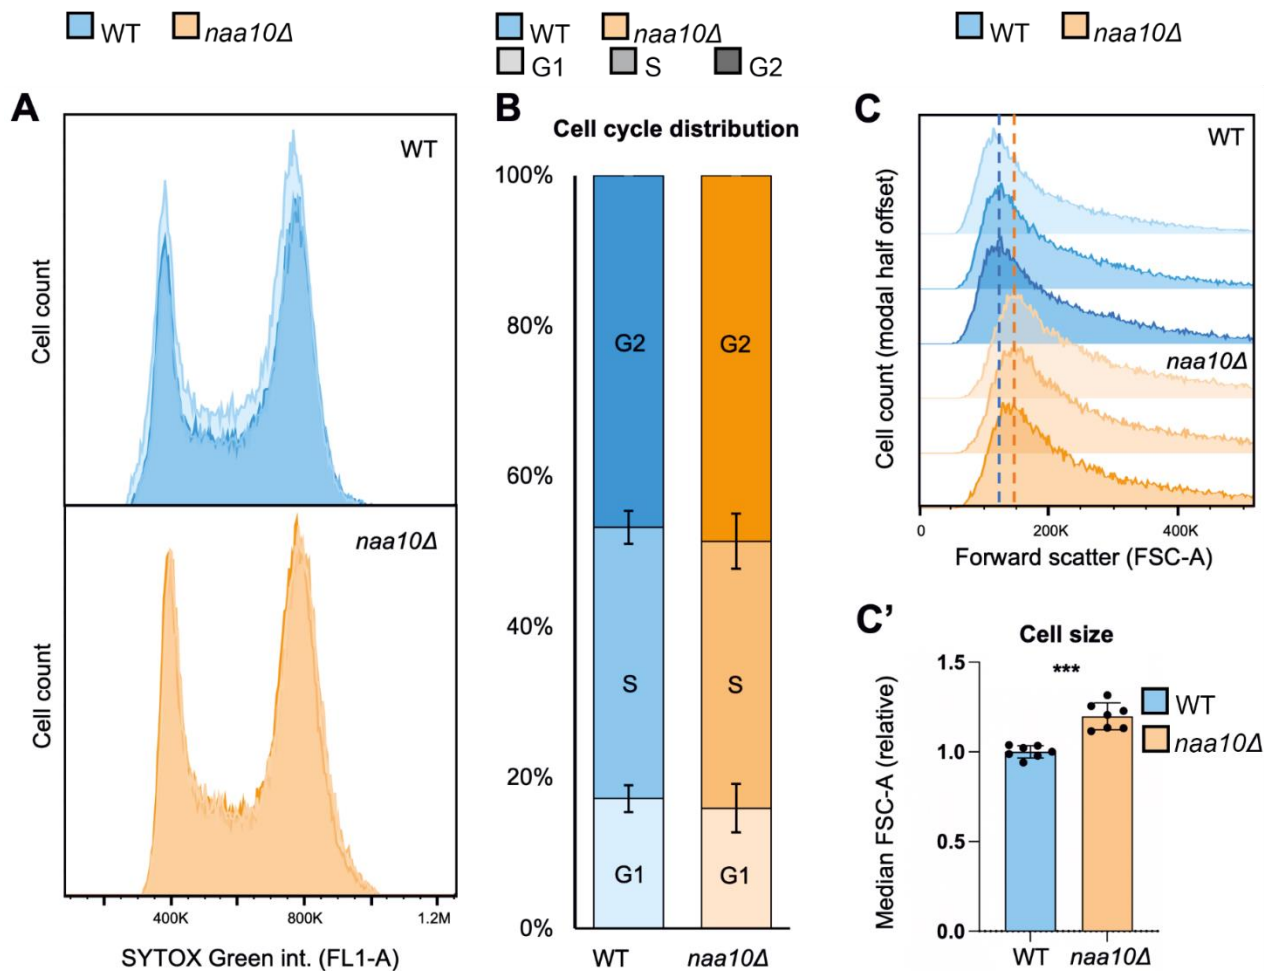 WT naa10Δ
A
WT
Cell count
naa10Δ
Cell count
400K 800K 1.2M
SYTOX Green int. (FL1-A)
WT naa10Δ
G1 S G2
B
Cell cycle distribution
100%
80%
60%
40%
20%
0%
G2 G2
S S
G1 G1
WT naa10Δ
WT naa10Δ
C
WT
naa10Δ
Cell count (modal half offset)
0 200K 400K
Forward scatter (FSC-A)
C'
Cell size
***
Median FSC-A (relative)
1.5
1.0
0.5
0.0
WT
naa10Δ
WT naa10Δ